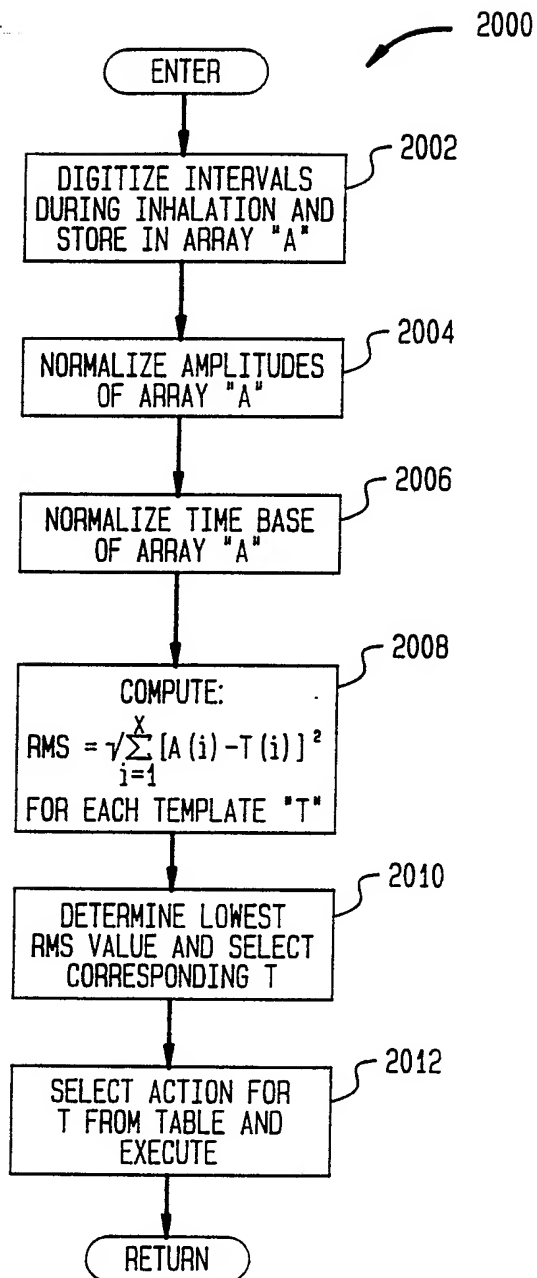 2000
ENTER
2002
DIGITIZE INTERVALS
DURING INHALATION AND
STORE IN ARRAY "A"
2004
NORMALIZE AMPLITUDES
OF ARRAY "A"
2006
NORMALIZE TIME BASE
OF ARRAY "A"
2008
COMPUTE:
RMS = √∑[A(i)-T(i)]²
X
i=1
FOR EACH TEMPLATE "T"
2010
DETERMINE LOWEST
RMS VALUE AND SELECT
CORRESPONDING T
2012
SELECT ACTION FOR
T FROM TABLE AND
EXECUTE
RETURN